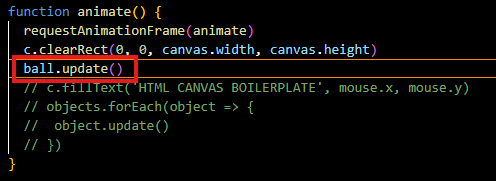 function animate() {
  requestAnimationFrame(animate)
  c.clearRect(0, 0, canvas.width, canvas.height)
  ball.update()
  // c.fillText('HTML CANVAS BOILERPLATE', mouse.x, mouse.y)
  // objects.forEach(object => {
  //  object.update()
  // })
}